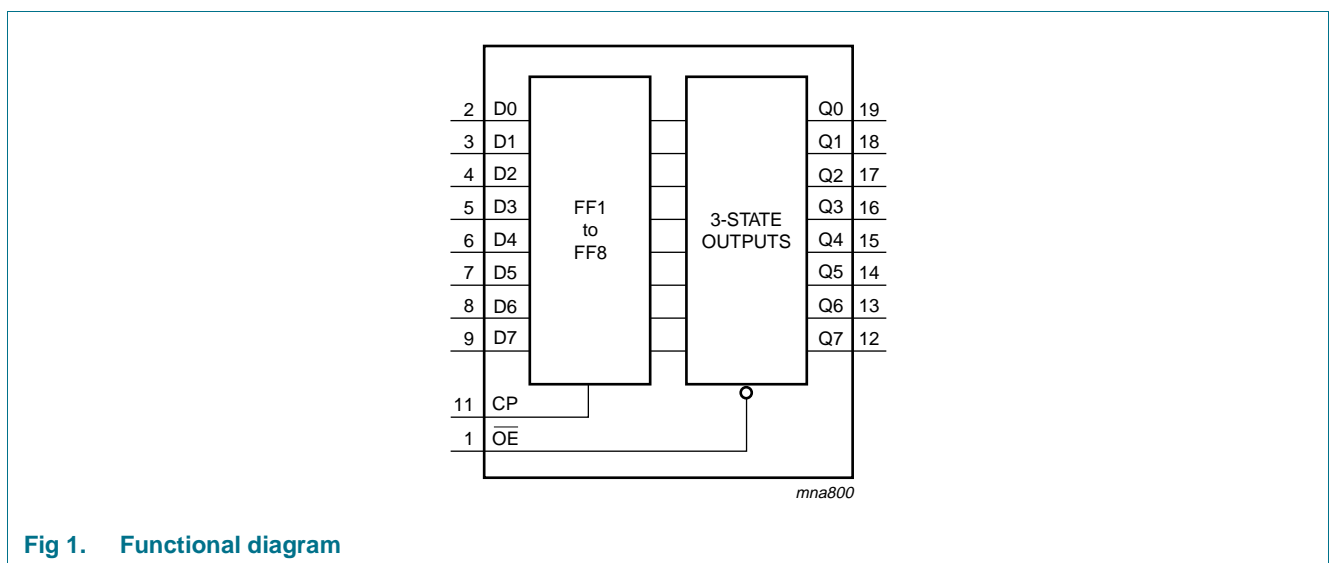 2 D0 Q0 19
3 D1 Q1 18
4 D2 Q2 17
5 D3 Q3 16
6 D4 Q4 15
7 D5 Q5 14
8 D6 Q6 13
9 D7 Q7 12
FF1
to
FF8
3-STATE
OUTPUTS
11 CP
1 O̅E̅
mna800
Fig 1. Functional diagram